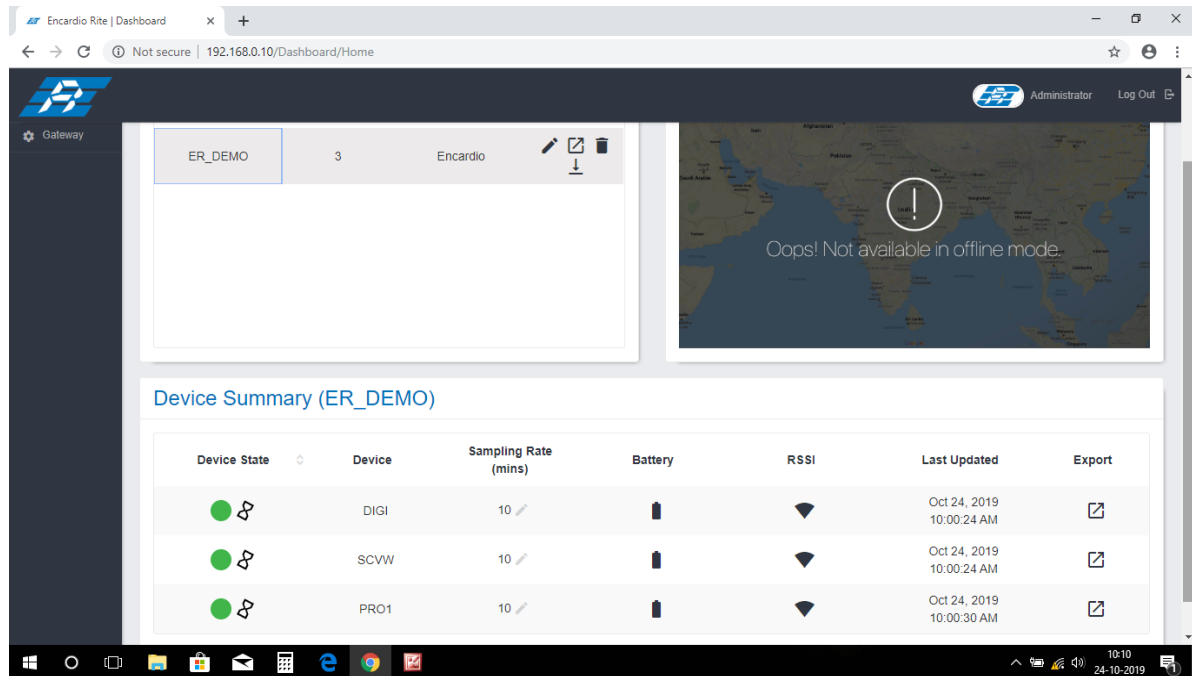 Encardio Rite | Dashboard
Not secure | 192.168.0.10/Dashboard/Home
Administrator
Log Out
Gateway
ER_DEMO 3 Encardio
Oops! Not available in offline mode.
Device Summary (ER_DEMO)
Device State Device Sampling Rate (mins) Battery RSSI Last Updated Export
DIGI 10 Oct 24, 2019
10:00:24 AM
SCVW 10 Oct 24, 2019
10:00:24 AM
PRO1 10 Oct 24, 2019
10:00:30 AM
10:10
24-10-2019